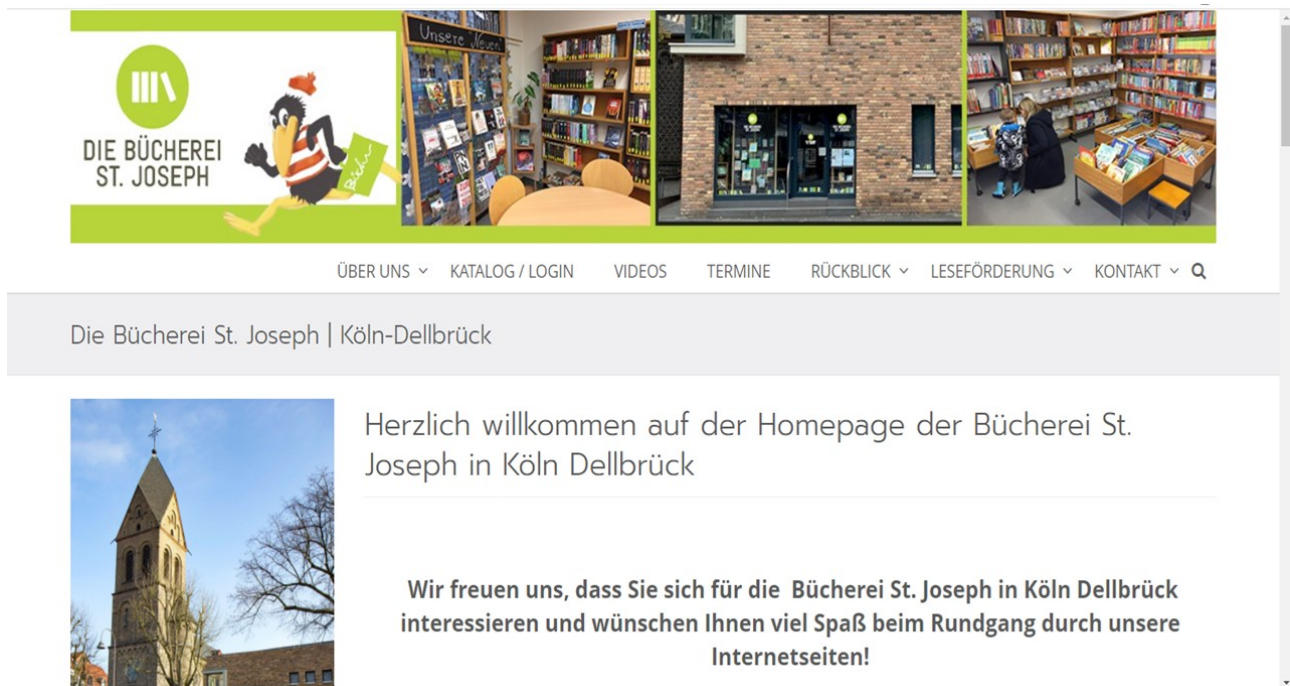 DIE BÜCHEREI
ST. JOSEPH
Bücher
Unsere "Neuen"
ÜBER UNS
KATALOG / LOGIN
VIDEOS
TERMINE
RÜCKBLICK
LESEFÖRDERUNG
KONTAKT
Die Bücherei St. Joseph | Köln-Dellbrück
Herzlich willkommen auf der Homepage der Bücherei St.
Joseph in Köln Dellbrück
Wir freuen uns, dass Sie sich für die Bücherei St. Joseph in Köln Dellbrück
interessieren und wünschen Ihnen viel Spaß beim Rundgang durch unsere
Internetseiten!